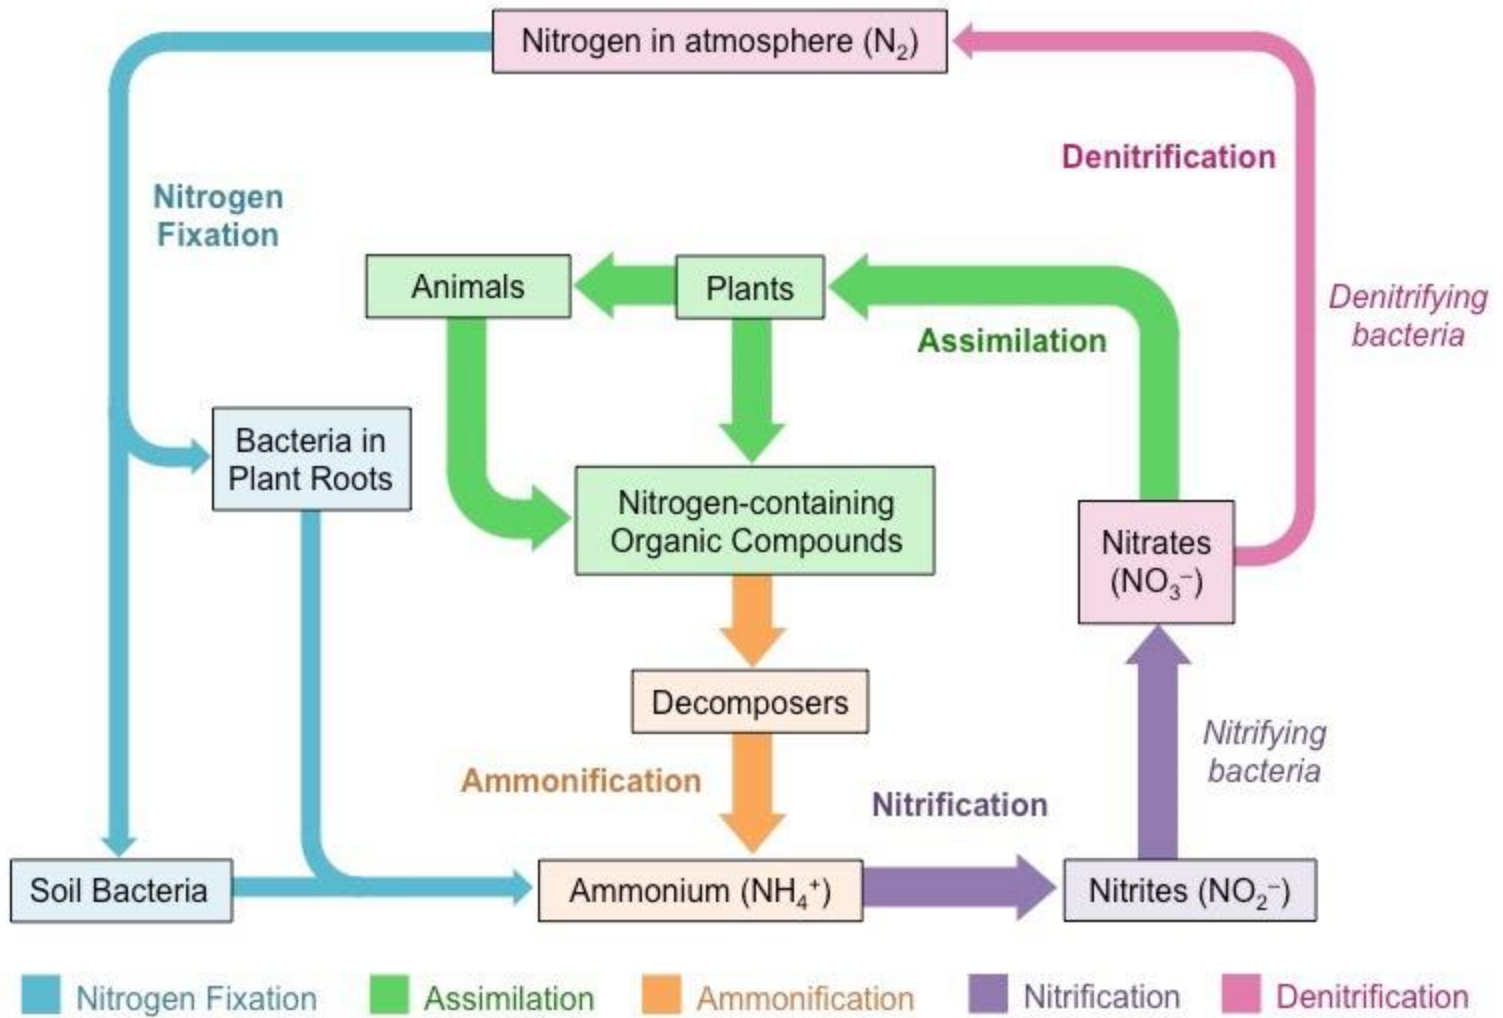 Nitrogen in atmosphere (N₂)
Denitrification
Nitrogen
Fixation
Animals
Plants
Denitrifying
bacteria
Assimilation
Bacteria in
Plant Roots
Nitrogen-containing
Organic Compounds
Nitrates
(NO₃⁻)
Decomposers
Nitrifying
bacteria
Ammonification
Nitrification
Soil Bacteria
Ammonium (NH₄⁺)
Nitrites (NO₂⁻)
Nitrogen Fixation
Assimilation
Ammonification
Nitrification
Denitrification